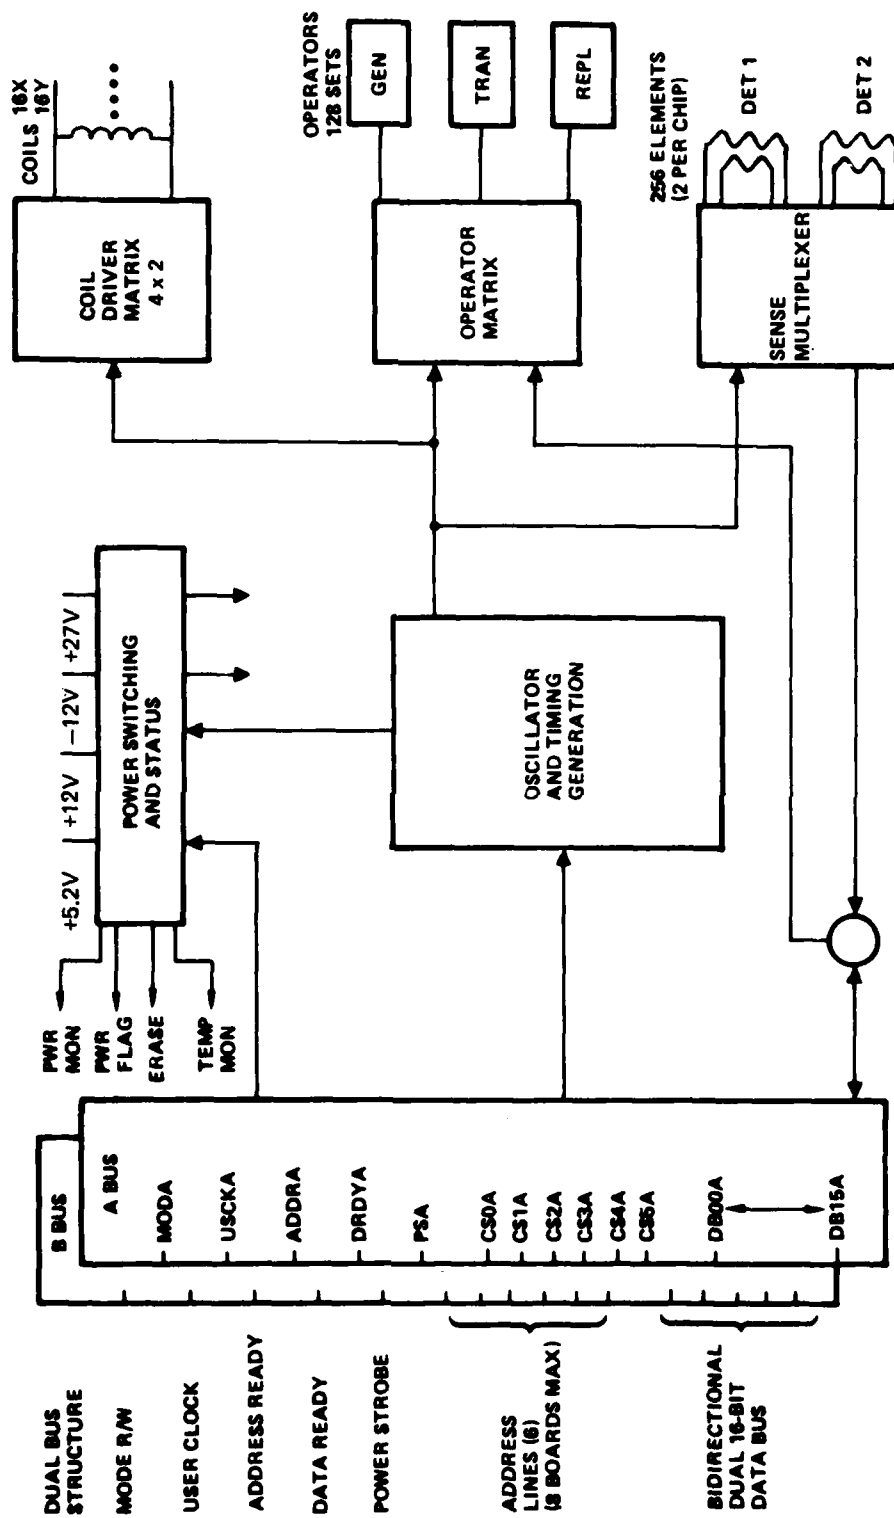 DUAL BUS
STRUCTURE
MODE R/W
USER CLOCK
ADDRESS READY
DATA READY
POWER STROBE
ADDRESS
LINES (6)
(8 BOARDS MAX)
BIDIRECTIONAL
DUAL 16-BIT
DATA BUS
B BUS
A BUS
MODA
USCKA
ADDRA
DRDYA
PSA
CS0A
CS1A
CS2A
CS3A
CS4A
CS5A
DB00A
DB15A
PWR
MON
PWR
FLAG
ERASE
TEMP
MON
+5.2V
+12V
-12V
+27V
POWER SWITCHING
AND STATUS
OSCILLATOR
AND TIMING
GENERATION
COIL
DRIVER
MATRIX
4 x 2
COILS 16X
16Y
OPERATOR
MATRIX
OPERATORS
128 SETS
GEN
TRAN
REPL
SENSE
MULTIPLEXER
256 ELEMENTS
(2 PER CHIP)
DET 1
DET 2